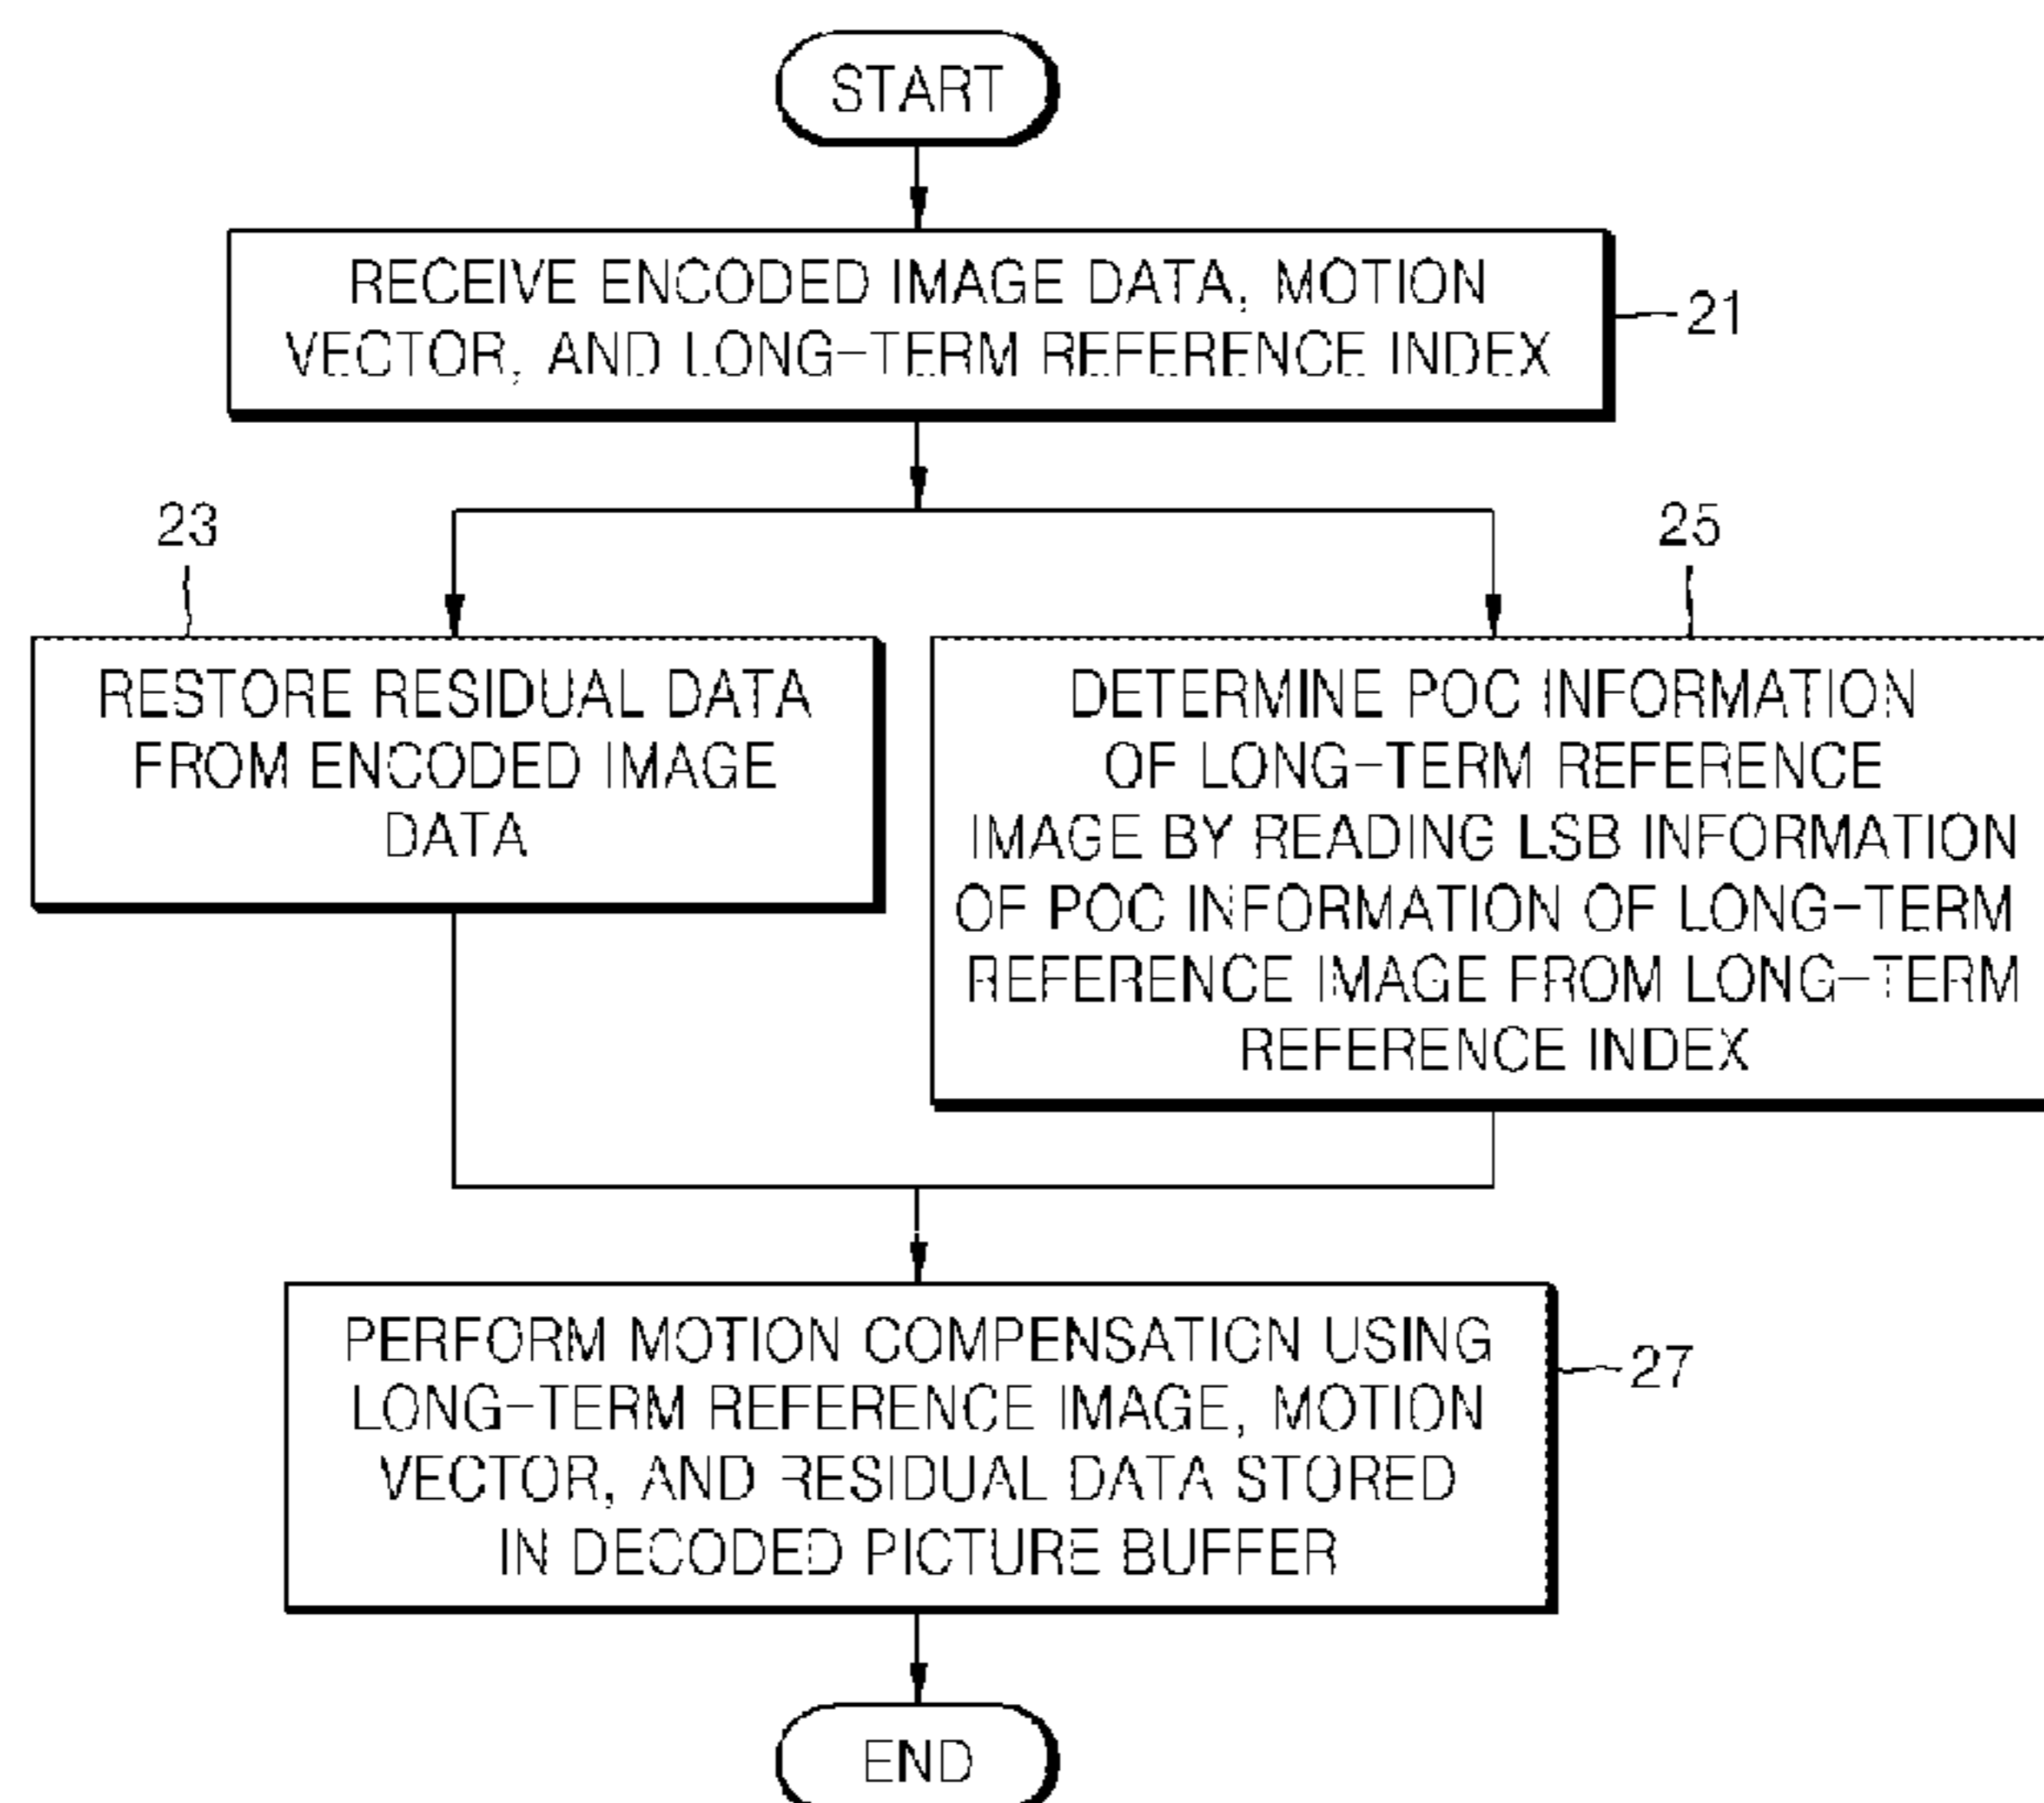 START
RECEIVE ENCODED IMAGE DATA, MOTION
VECTOR, AND LONG-TERM REFERENCE INDEX
21
23
25
RESTORE RESIDUAL DATA
FROM ENCODED IMAGE
DATA
DETERMINE POC INFORMATION
OF LONG-TERM REFERENCE
IMAGE BY READING LSB INFORMATION
OF POC INFORMATION OF LONG-TERM
REFERENCE IMAGE FROM LONG-TERM
REFERENCE INDEX
PERFORM MOTION COMPENSATION USING
LONG-TERM REFERENCE IMAGE, MOTION
VECTOR, AND RESIDUAL DATA STORED
IN DECODED PICTURE BUFFER
27
END